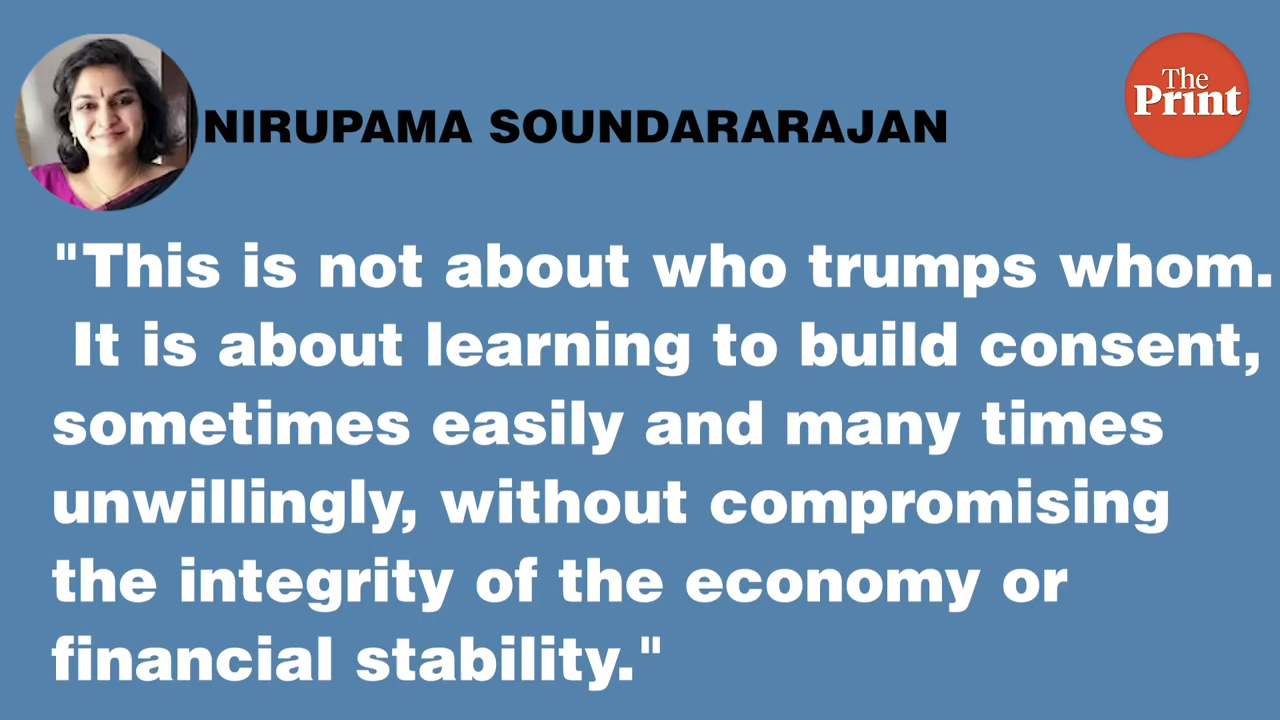 NIRUPAMA SOUNDARARAJAN
The
Print
"This is not about who trumps whom.
It is about learning to build consent,
sometimes easily and many times
unwillingly, without compromising
the integrity of the economy or
financial stability."